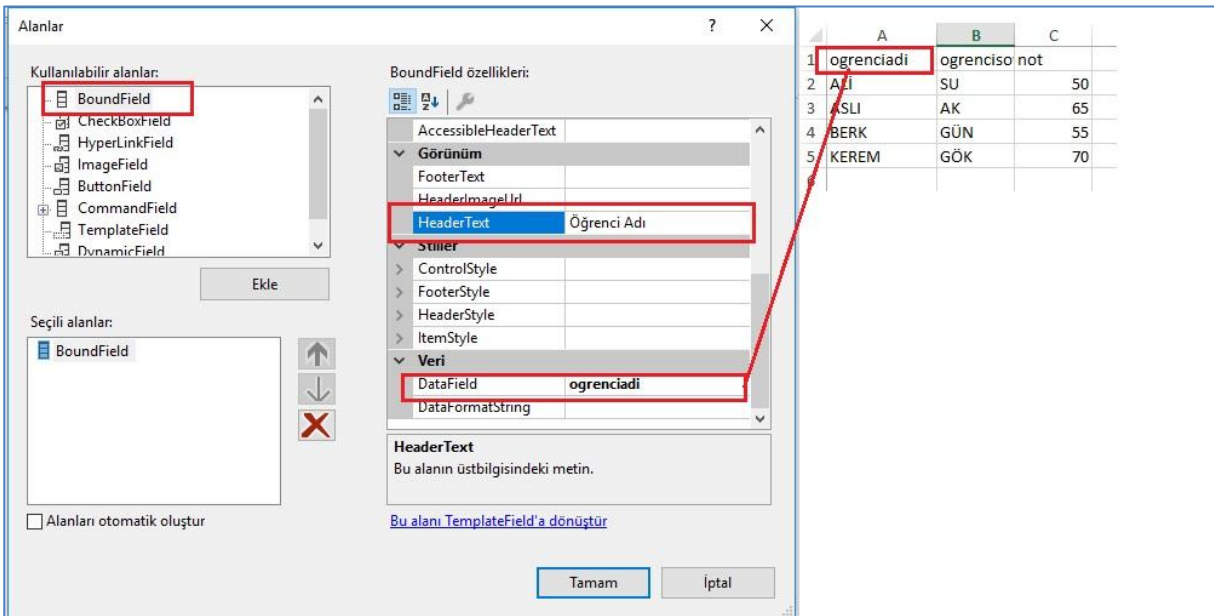 Alanlar
?
Kullanılabilir alanlar:
BoundField
CheckBoxField
HyperLinkField
ImageField
ButtonField
CommandField
TemplateField
DynamicField
Ekle
Seçili alanlar:
BoundField
Alanları otomatik oluştur
BoundField özellikleri:
AccessibleHeaderText
Görünüm
FooterText
HeaderImageUrl
HeaderText Öğrenci Adı
Stiller
ControlStyle
FooterStyle
HeaderStyle
ItemStyle
Veri
DataField ogrenciadi
DataFormatString
HeaderText
Bu alanın üstbilgisindeki metin.
Bu alanı TemplateField'a dönüştür
Tamam İptal
A B C
1 ogrenciadi ogrenciso not
2 ALİ SU 50
3 ASLI AK 65
4 BERK GÜN 55
5 KEREM GÖK 70
6